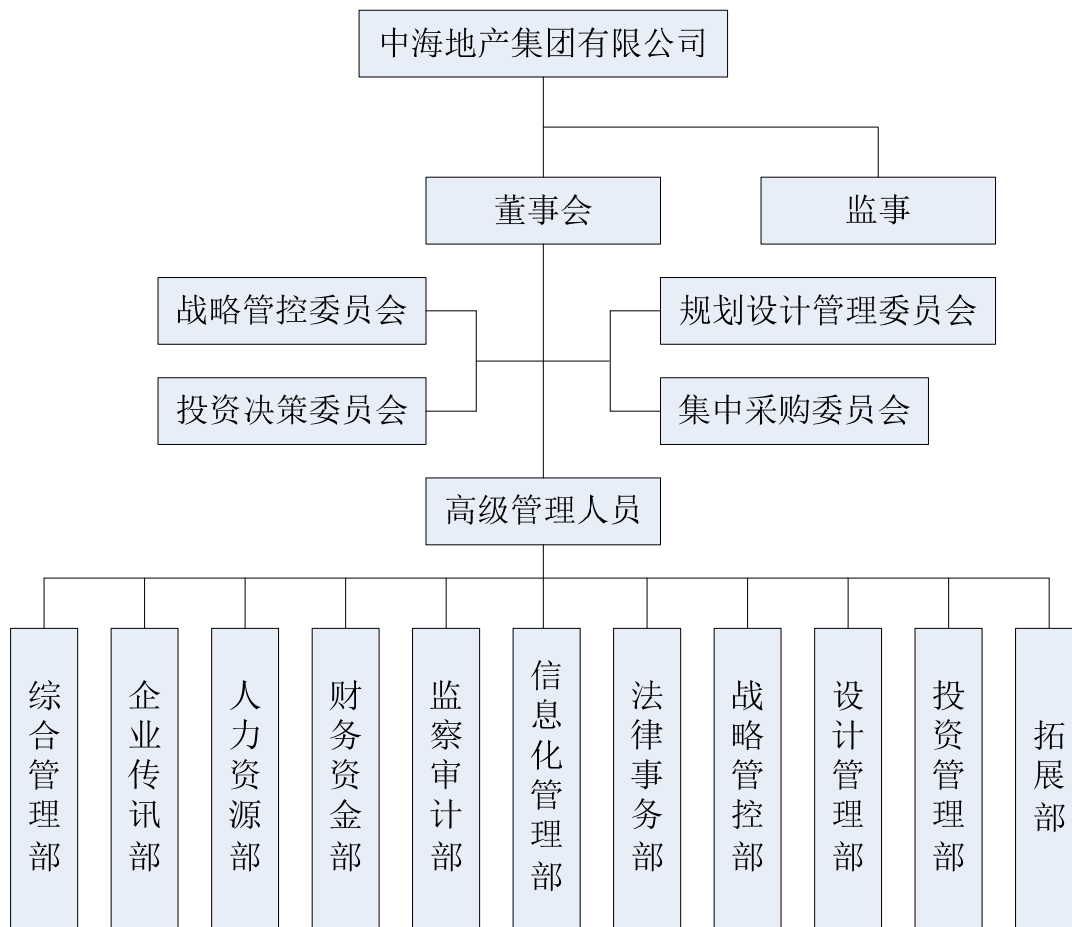 中海地产集团有限公司
董事会
监事
战略管控委员会
规划设计管理委员会
投资决策委员会
集中采购委员会
高级管理人员
综合管理部
企业传讯部
人力资源部
财务资金部
监察审计部
信息化管理部
法律事务部
战略管控部
设计管理部
投资管理部
拓展部